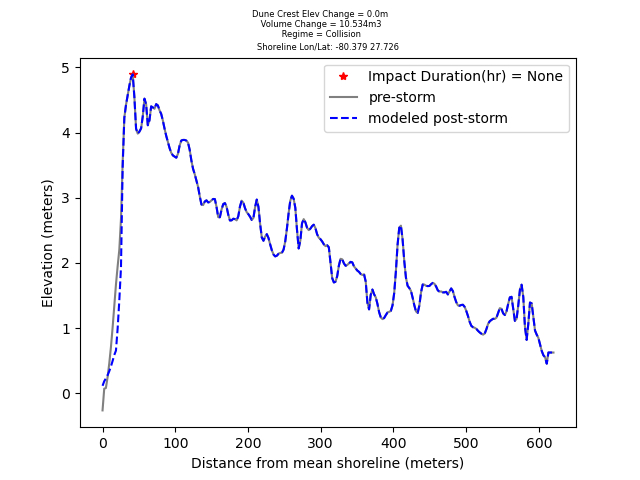 Dune Crest Elev Change = 0.0m
Volume Change = 10.534m3
Regime = Collision
Shoreline Lon/Lat: -80.379 27.726
Impact Duration(hr) = None
pre-storm
modeled post-storm
5
4
3
2
1
0
Elevation (meters)
0 100 200 300 400 500 600
Distance from mean shoreline (meters)